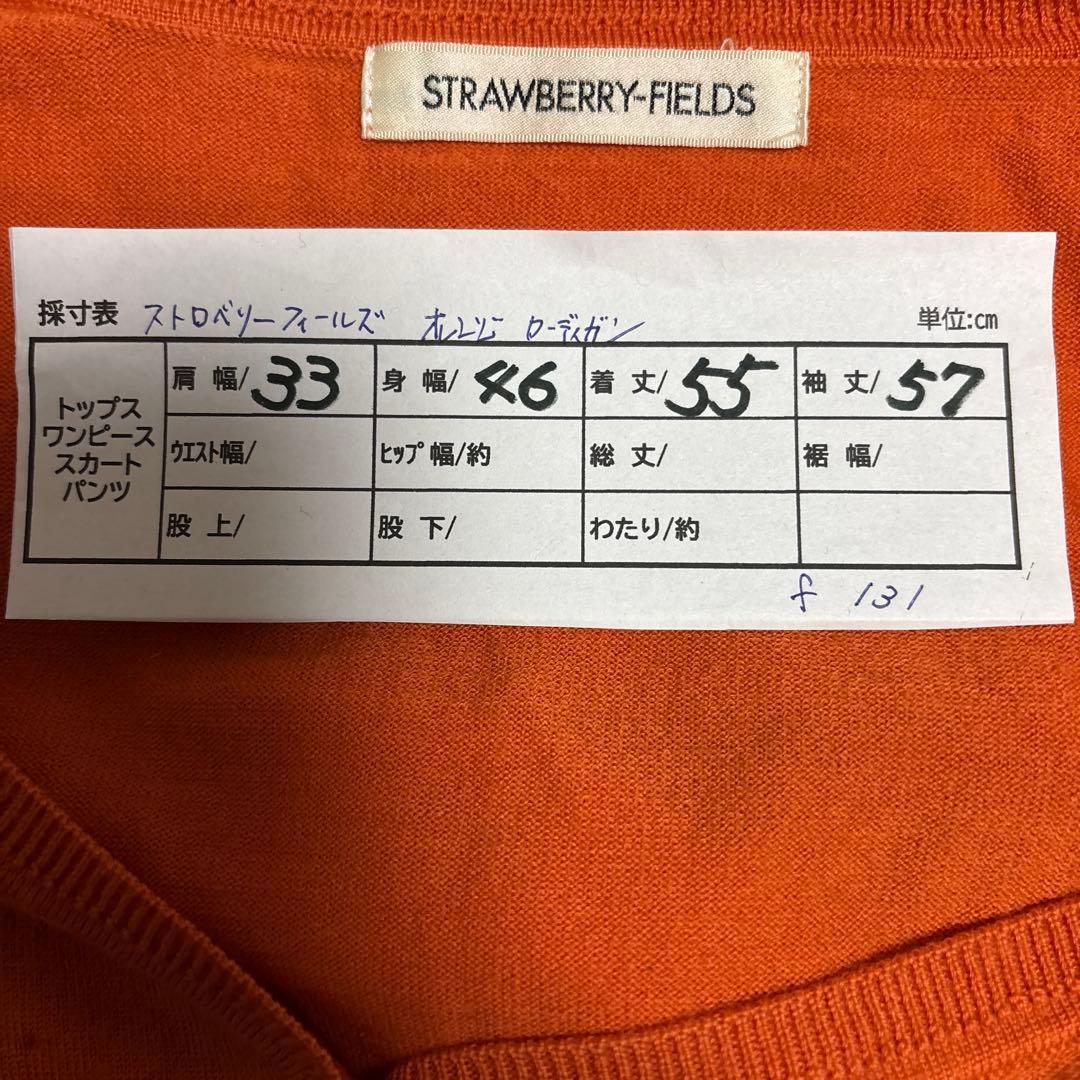 STRAWBERRY-FIELDS
採寸表 ストロベリーフィールズ オレンジ カーディガン 単位:cm
トップス
ワンピース
スカート
パンツ
肩 幅/33 身 幅/46 着 丈/55 袖 丈/57
ウエスト幅/ ヒップ 幅/約 総 丈/ 裾 幅/
股 上/ 股 下/ わたり/約
f 131